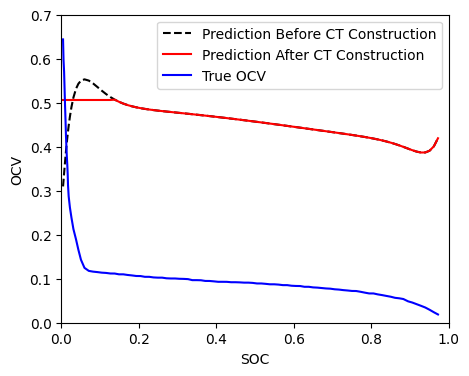 Prediction Before CT Construction
Prediction After CT Construction
True OCV
0.7
0.6
0.5
0.4
0.3
0.2
0.1
0.0
OCV
0.0 0.2 0.4 0.6 0.8 1.0
SOC